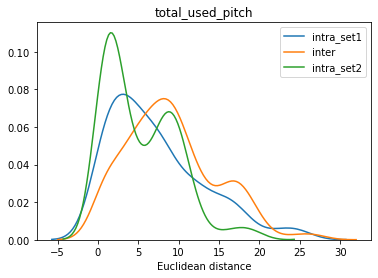 total_used_pitch
intra_set1
inter
intra_set2
0.10
0.08
0.06
0.04
0.02
0.00
−5
0
5
10
15
20
25
30
Euclidean distance